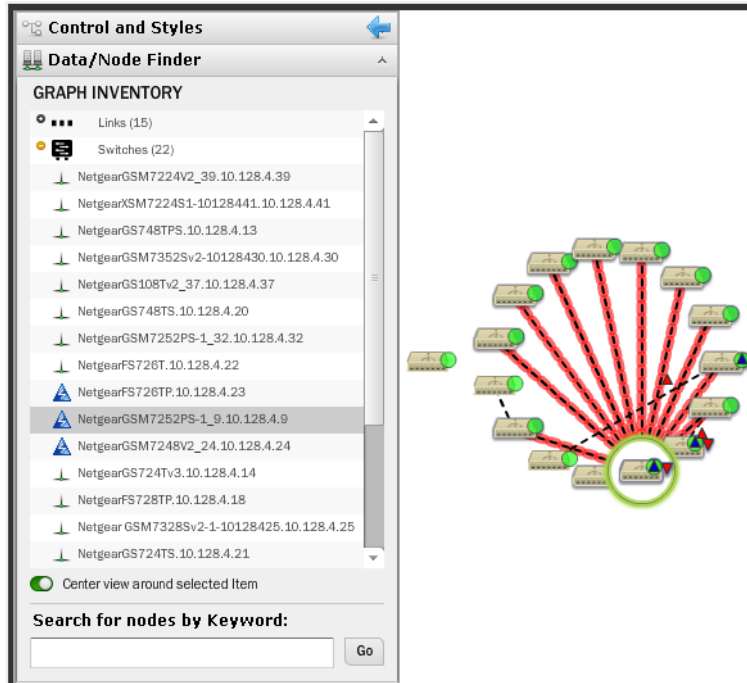 Control and Styles
Data/Node Finder
GRAPH INVENTORY
Links (15)
Switches (22)
NetgearGSM7224V2_39.10.128.4.39
NetgearXSM7224S1-10128441.10.128.4.41
NetgearGS748TPS.10.128.4.13
NetgearGSM7352Sv2-10128430.10.128.4.30
NetgearGS108Tv2_37.10.128.4.37
NetgearGS748TS.10.128.4.20
NetgearGSM7252PS-1_32.10.128.4.32
NetgearFS726T.10.128.4.22
NetgearFS726TP.10.128.4.23
NetgearGSM7252PS-1_9.10.128.4.9
NetgearGSM7248V2_24.10.128.4.24
NetgearGS724Tv3.10.128.4.14
NetgearFS728TP.10.128.4.18
Netgear GSM7328Sv2-1-10128425.10.128.4.25
NetgearGS724TS.10.128.4.21
Center view around selected Item
Search for nodes by Keyword:
Go